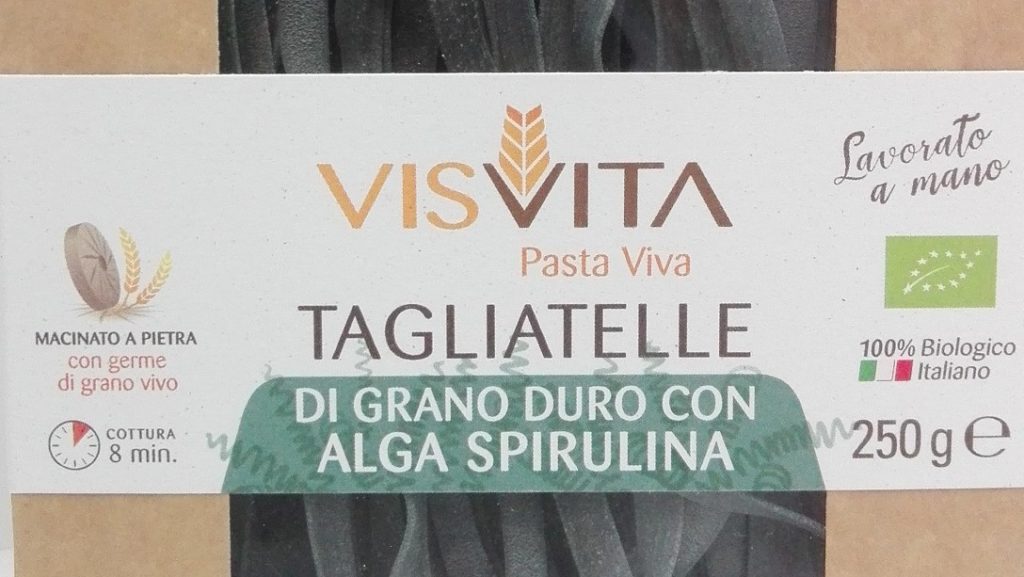 VISVITA
Pasta Viva
Lavorato
a mano
TAGLIATELLE
DI GRANO DURO CON
ALGA SPIRULINA
MACINATO A PIETRA
con germe
di grano vivo
COTTURA
8 min.
100% Biologico
Italiano
250 g e